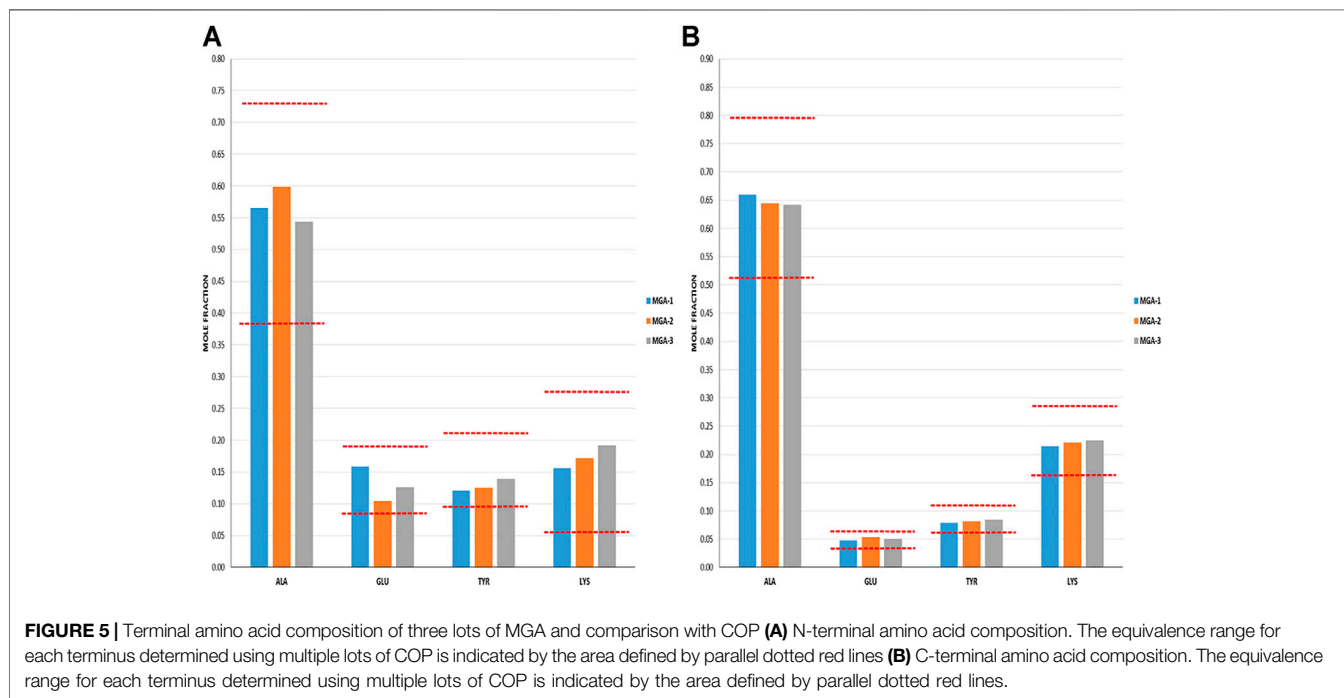 A
0.80
0.75
0.70
0.65
0.60
0.55
0.50
0.45
0.40
0.35
0.30
0.25
0.20
0.15
0.10
0.05
0.00
MOLE FRACTION
ALA GLU TYR LYS
MGA-1
MGA-2
MGA-3
B
0.90
0.85
0.80
0.75
0.70
0.65
0.60
0.55
0.50
0.45
0.40
0.35
0.30
0.25
0.20
0.15
0.10
0.05
0.00
MOLE FRACTION
ALA GLU TYR LYS
MGA-1
MGA-2
MGA-3
FIGURE 5 | Terminal amino acid composition of three lots of MGA and comparison with COP (A) N-terminal amino acid composition. The equivalence range for
each terminus determined using multiple lots of COP is indicated by the area defined by parallel dotted red lines (B) C-terminal amino acid composition. The equivalence
range for each terminus determined using multiple lots of COP is indicated by the area defined by parallel dotted red lines.